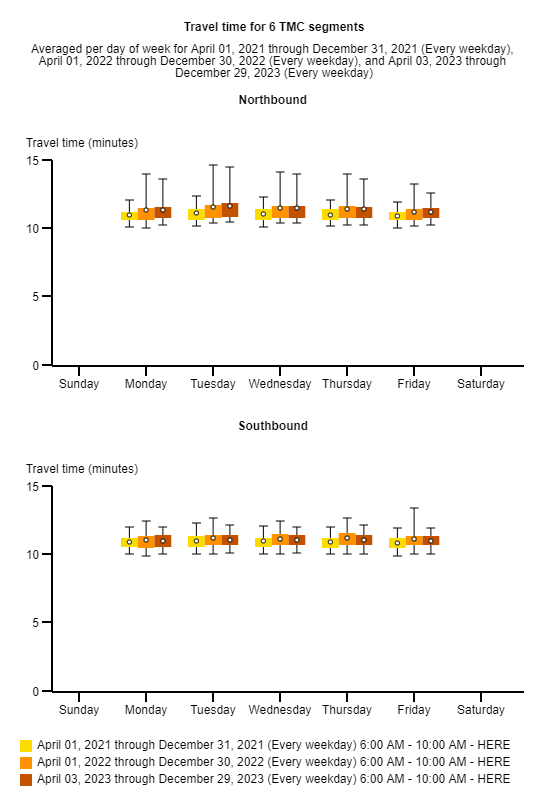 Travel time for 6 TMC segments
Averaged per day of week for April 01, 2021 through December 31, 2021 (Every weekday),
April 01, 2022 through December 30, 2022 (Every weekday), and April 03, 2023 through
December 29, 2023 (Every weekday)
Northbound
Travel time (minutes)
15
10
5
0
Sunday Monday Tuesday Wednesday Thursday Friday Saturday
Southbound
Travel time (minutes)
15
10
5
0
Sunday Monday Tuesday Wednesday Thursday Friday Saturday
April 01, 2021 through December 31, 2021 (Every weekday) 6:00 AM - 10:00 AM - HERE
April 01, 2022 through December 30, 2022 (Every weekday) 6:00 AM - 10:00 AM - HERE
April 03, 2023 through December 29, 2023 (Every weekday) 6:00 AM - 10:00 AM - HERE